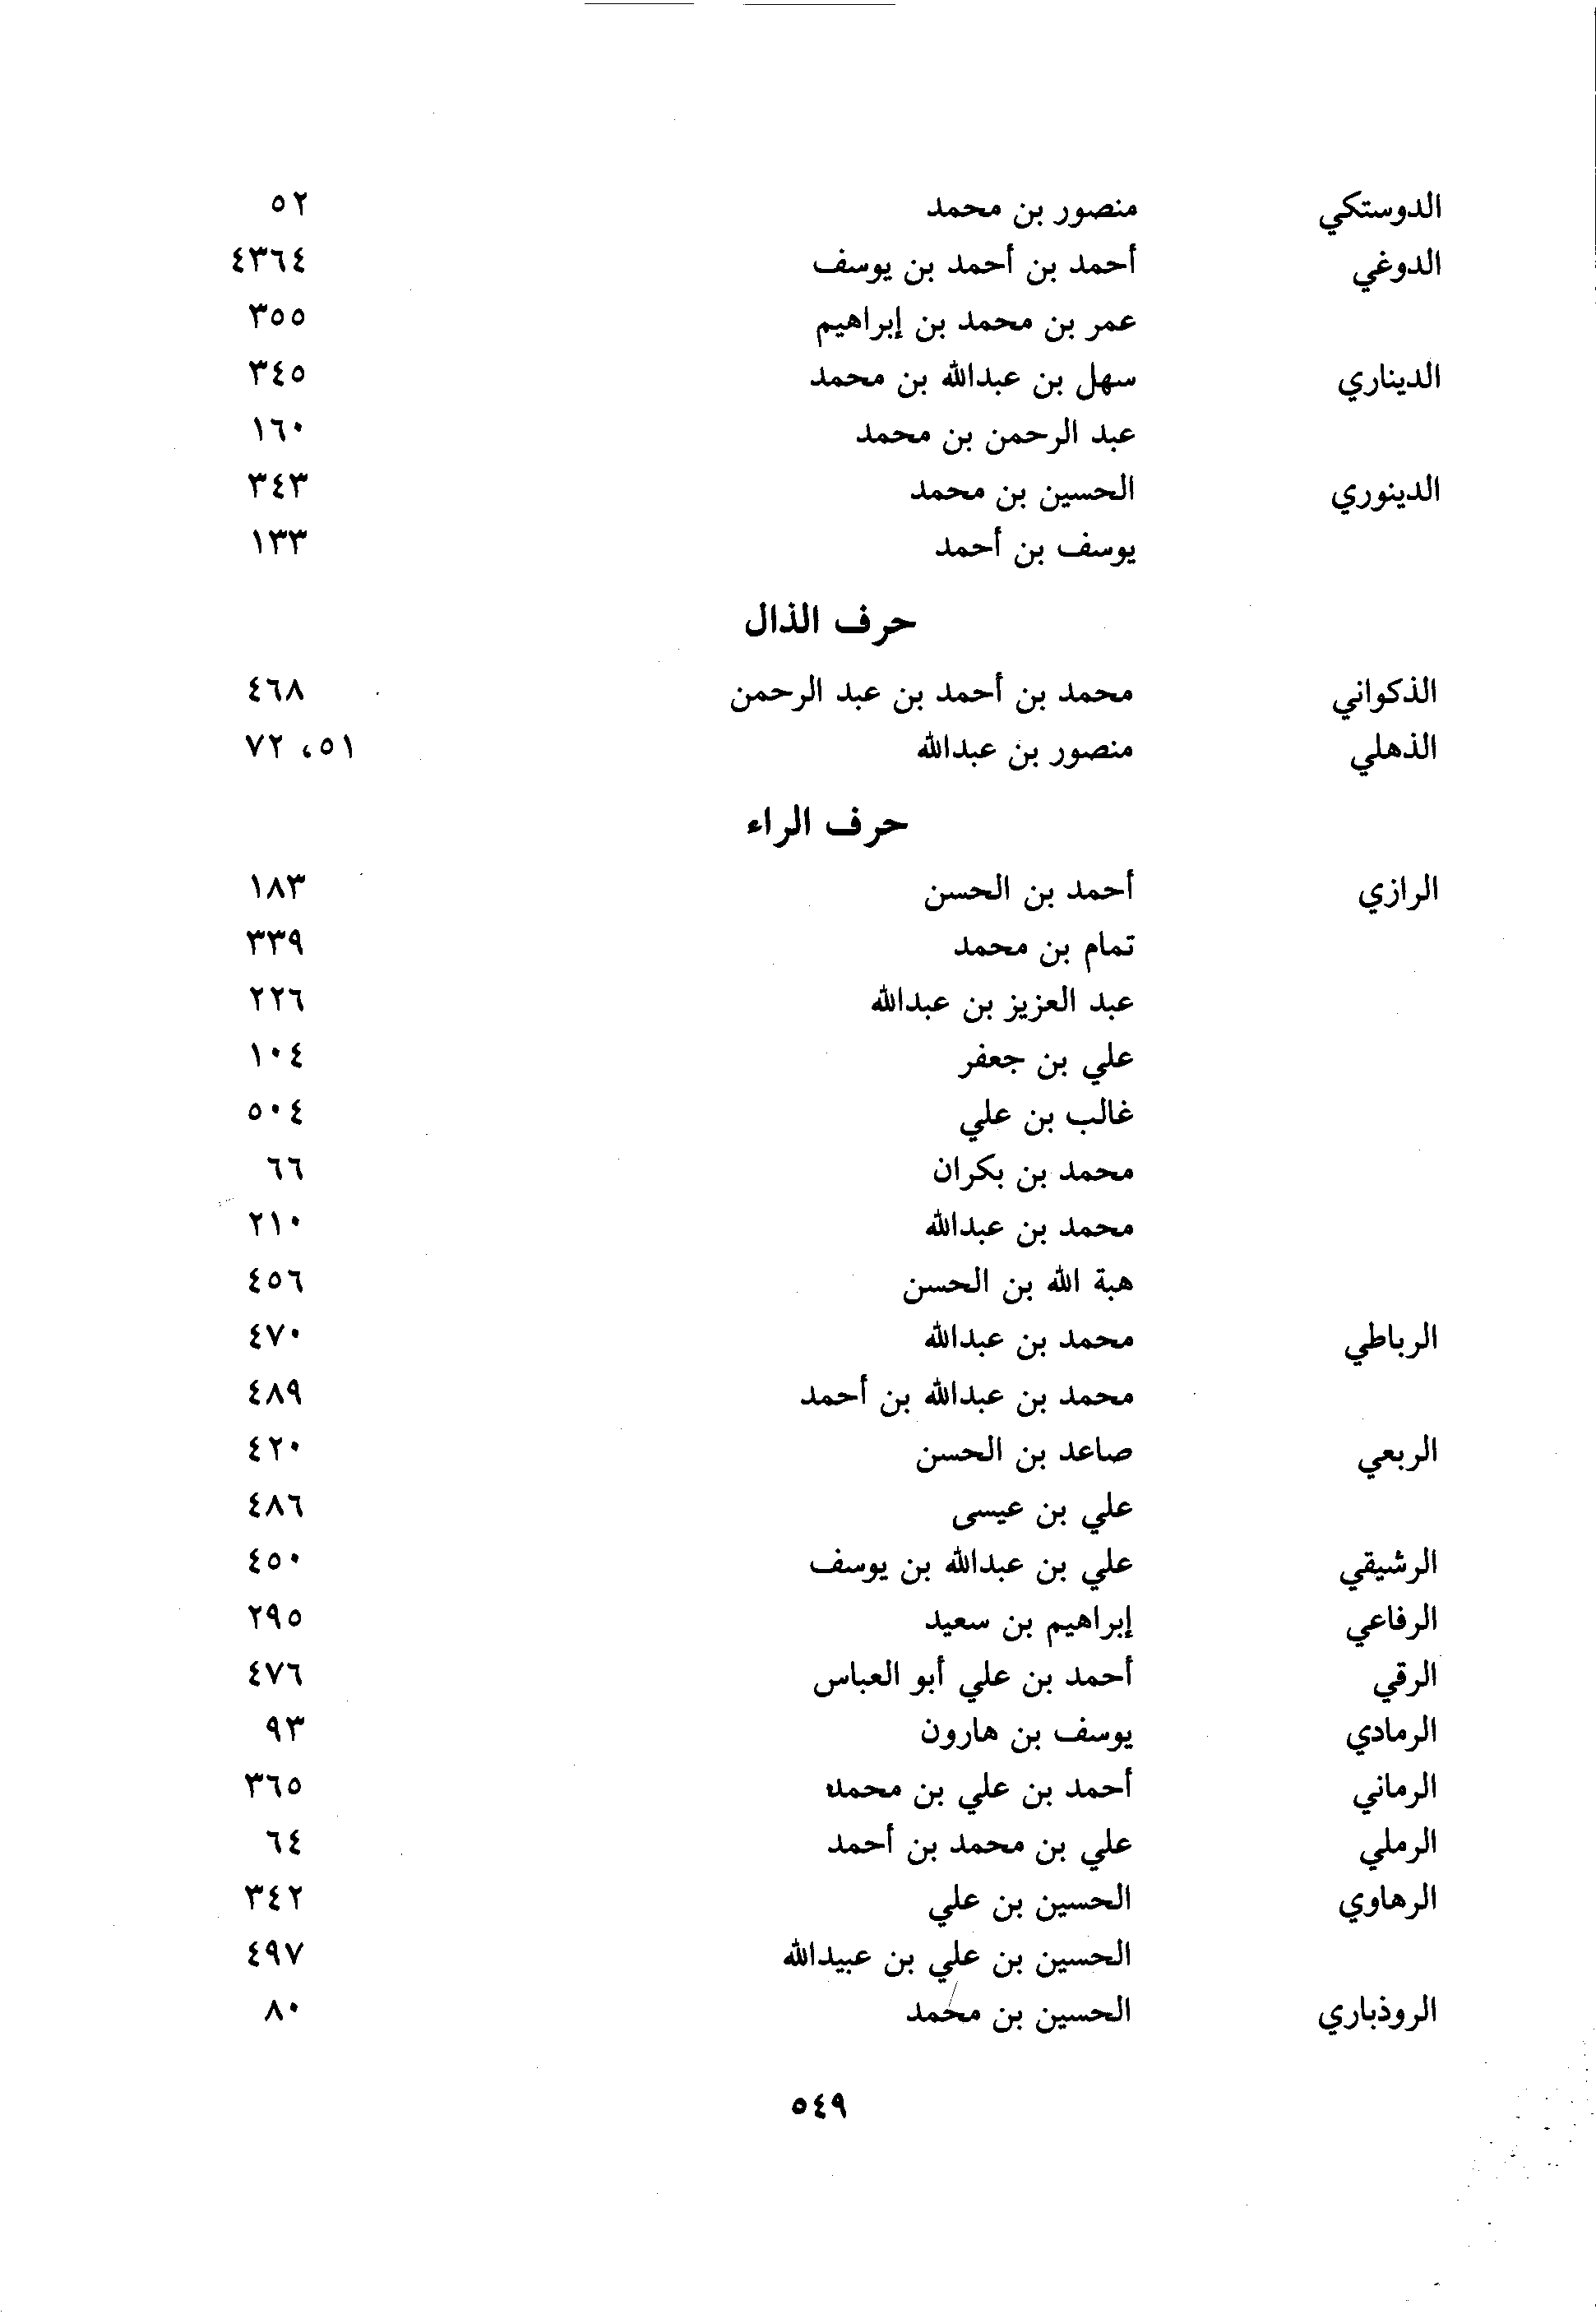 الدوستكي منصور بن محمد ٥٢
الدوغي أحمد بن أحمد بن يوسف ٤٣٦٤
عمر بن محمد بن إبراهيم ٣٥٥
الديناري سهل بن عبدالله بن محمد ٣٤٥
عبد الرحمن بن محمد ١٦٠
الدينوري الحسين بن محمد ٣٤٣
يوسف بن أحمد ١٣٣
حرف الذال
الذكواني محمد بن أحمد بن عبد الرحمن ٤٦٨
الذهلي منصور بن عبدالله ٥١، ٧٢
حرف الراء
الرازي أحمد بن الحسن ١٨٣
تمام بن محمد ٣٣٩
عبد العزيز بن عبدالله ٢٢٦
علي بن جعفر ١٠٤
غالب بن علي ٥٠٤
محمد بن بكران ٦٦
محمد بن عبدالله ٢١٠
هبة الله بن الحسن ٤٥٦
الرباطي محمد بن عبدالله ٤٧٠
محمد بن عبدالله بن أحمد ٤٨٩
الربعي صاعد بن الحسن ٤٢٠
علي بن عيسى ٤٨٦
الرشيقي علي بن عبدالله بن يوسف ٤٥٠
الرفاعي إبراهيم بن سعيد ٢٩٥
الرقي أحمد بن علي أبو العباس ٤٧٦
الرمادي يوسف بن هارون ٩٣
الرماني أحمد بن علي بن محمد ٣٦٥
الرملي علي بن محمد بن أحمد ٦٤
الرهاوي الحسين بن علي ٣٤٢
الحسين بن علي بن عبيدالله ٤٩٧
الروذباري الحسين بن محمد ٨٠
٥٤٩